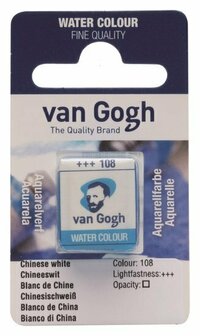 WATER COLOUR
FINE QUALITY
van Gogh
The Quality Brand
+++ 108
van Gogh
WATER COLOUR
Aquarelverf
Acuarela
Aquarellfarbe
Aquarelle
Chinese white
Chineeswit
Blanc de Chine
Chinesischweiß
Blanco de China
Bianco di China
Colour: 108
Lightfastness:+++
Opacity:□